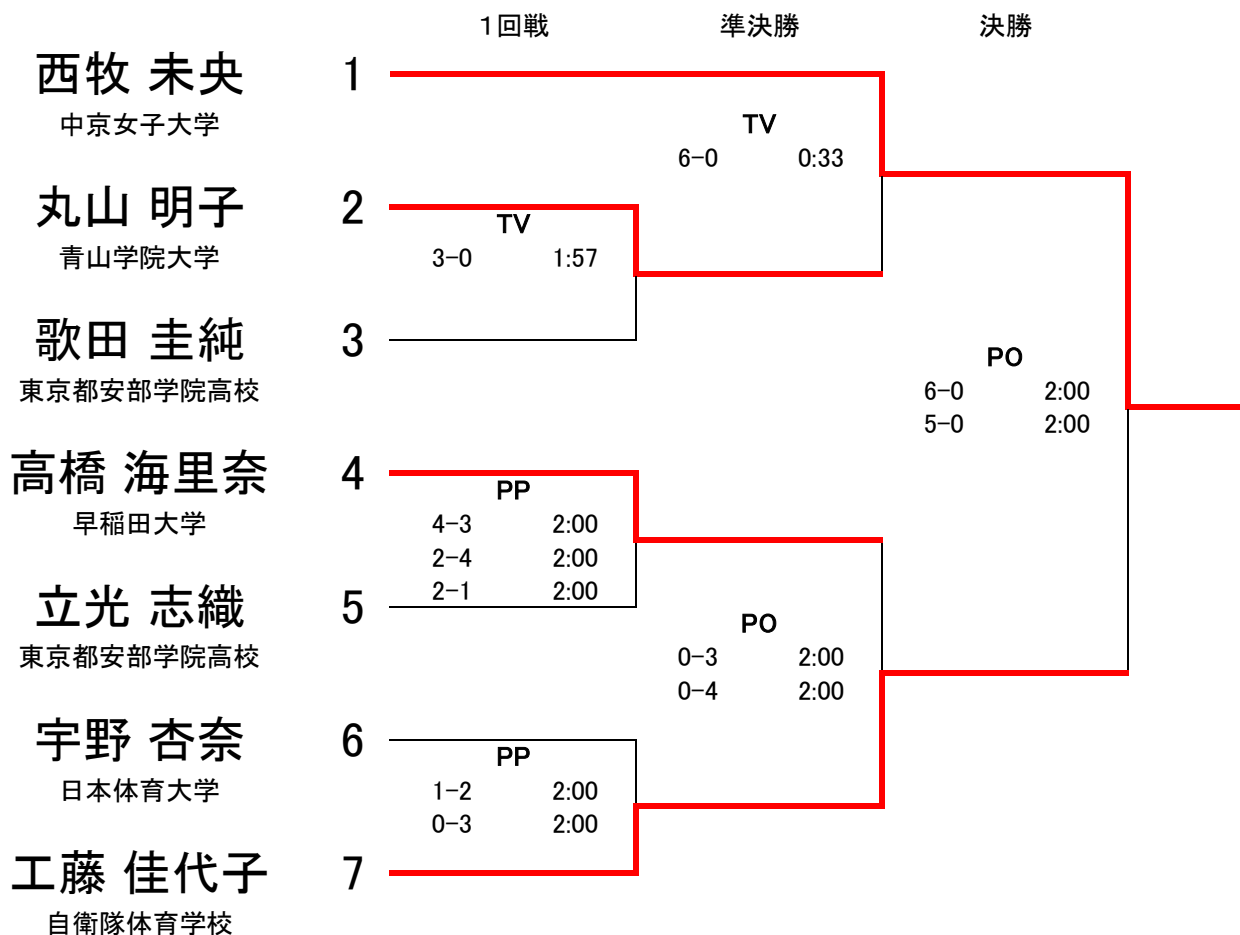 1回戦 準決勝 決勝
西牧 未央 1
中京女子大学
TV
6-0 0:33
丸山 明子 2
青山学院大学
TV
3-0 1:57
歌田 圭純 3
東京都安部学院高校
PO
6-0 2:00
5-0 2:00
高橋 海里奈 4
早稲田大学
PP
4-3 2:00
2-4 2:00
2-1 2:00
立光 志織 5
東京都安部学院高校
PO
0-3 2:00
0-4 2:00
宇野 杏奈 6
日本体育大学
PP
1-2 2:00
0-3 2:00
工藤 佳代子 7
自衛隊体育学校